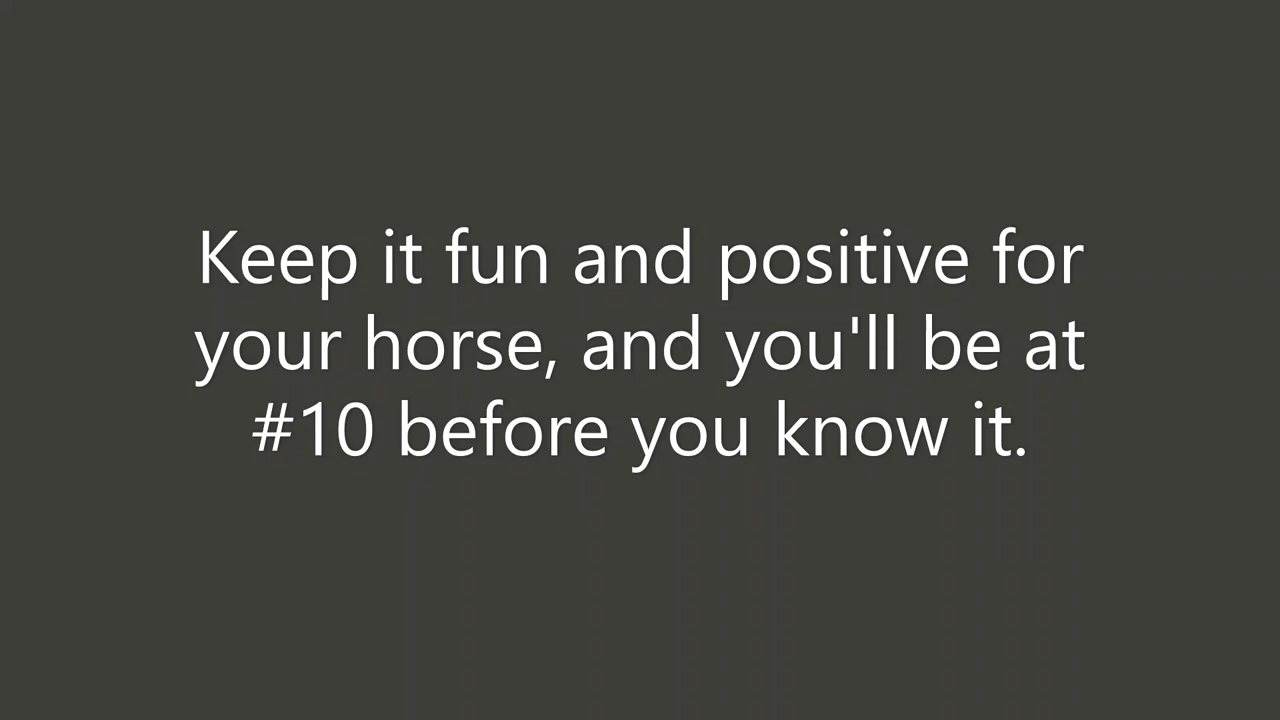 Keep it fun and positive for
your horse, and you'll be at
#10 before you know it.